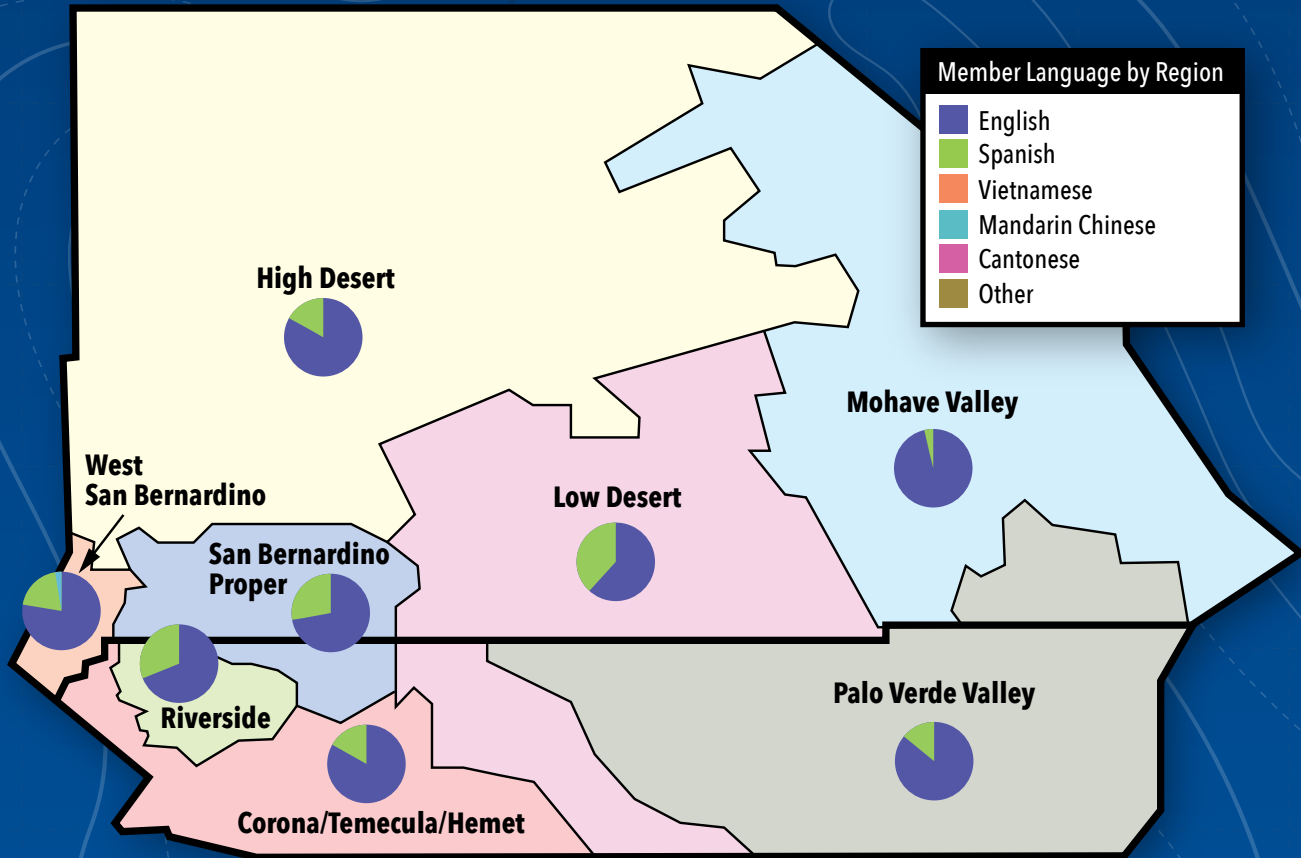 Member Language by Region
English
Spanish
Vietnamese
Mandarin Chinese
Cantonese
Other
High Desert
Mohave Valley
West
San Bernardino
Low Desert
San Bernardino
Proper
Riverside
Palo Verde Valley
Corona/Temecula/Hemet